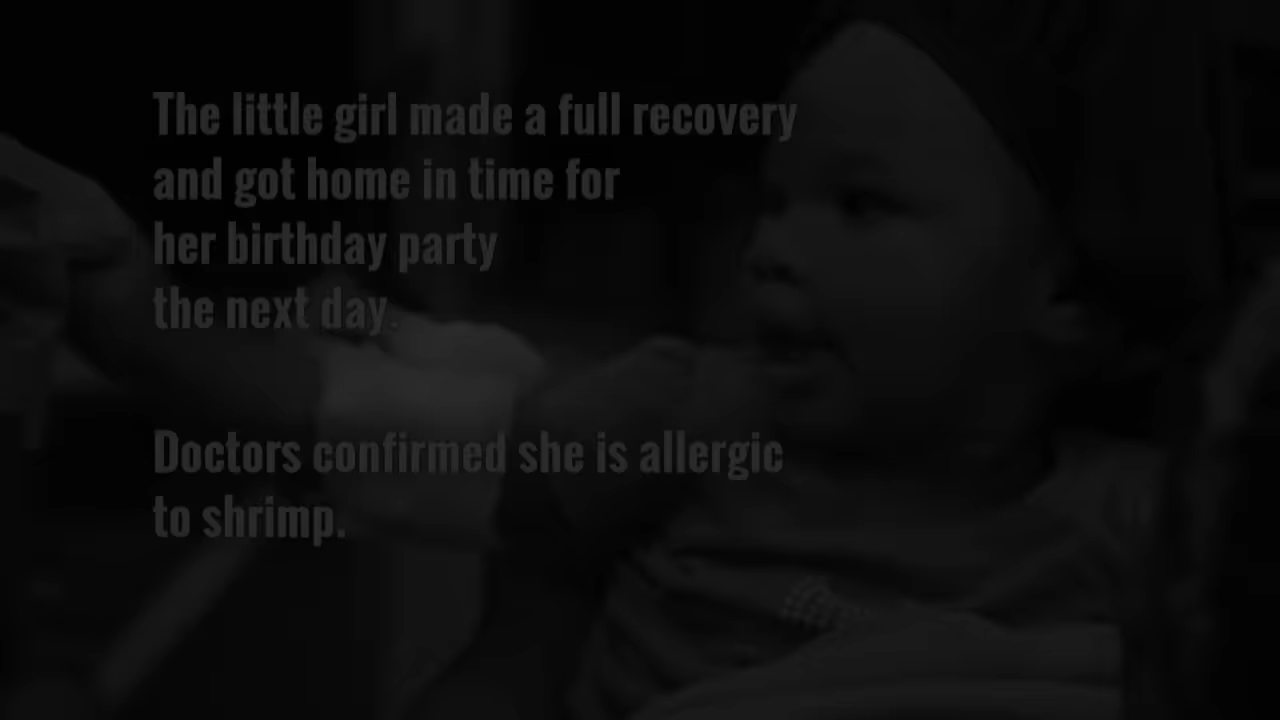 The little girl made a full recovery
and got home in time for
her birthday party
the next day.
Doctors confirmed she is allergic
to shrimp.